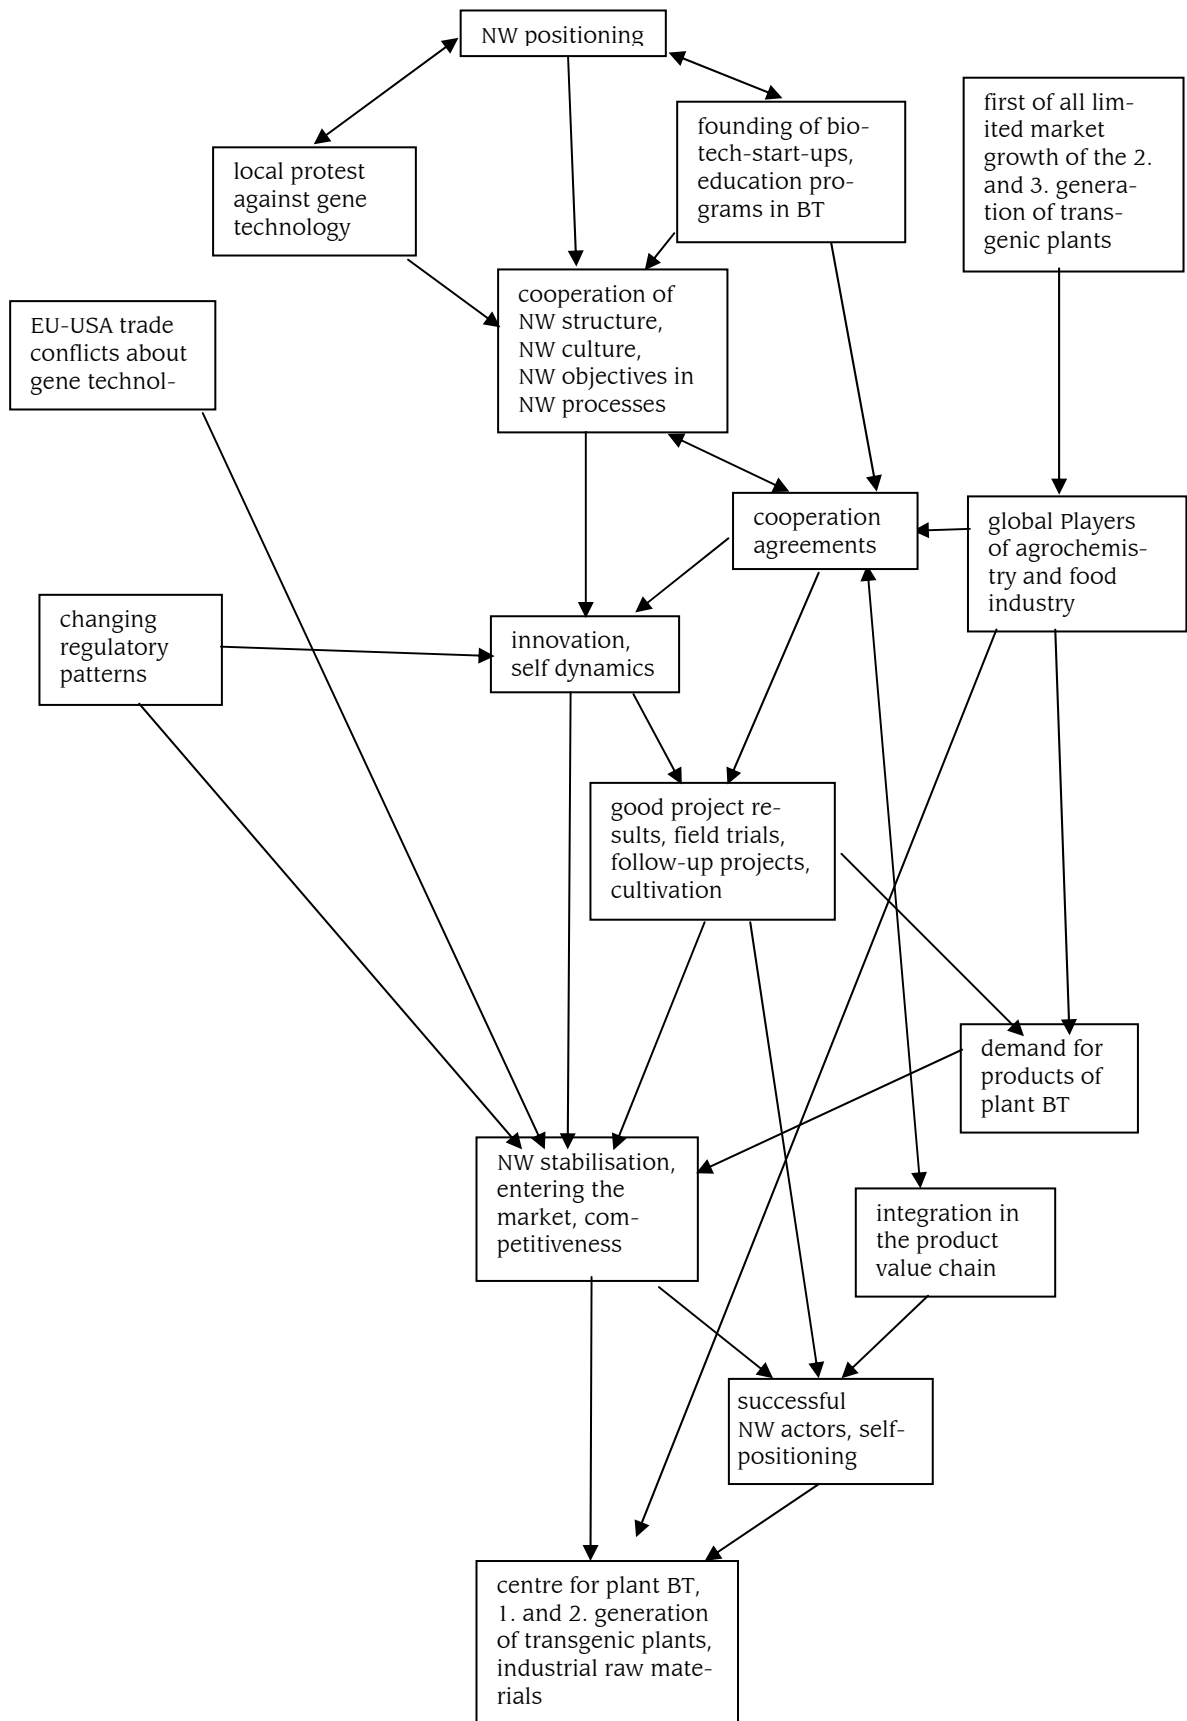 NW positioning
first of all lim-
ited market
growth of the 2.
and 3. genera-
tion of trans-
genic plants
founding of bio-
tech-start-ups,
education pro-
grams in BT
local protest
against gene
technology
cooperation of
NW structure,
NW culture,
NW objectives in
NW processes
EU-USA trade
conflicts about
gene technol-
cooperation
agreements
global Players
of agrochemis-
try and food
industry
changing
regulatory
patterns
innovation,
self dynamics
good project re-
sults, field trials,
follow-up projects,
cultivation
demand for
products of
plant BT
NW stabilisation,
entering the
market, com-
petitiveness
integration in
the product
value chain
successful
NW actors, self-
positioning
centre for plant BT,
1. and 2. generation
of transgenic plants,
industrial raw mate-
rials